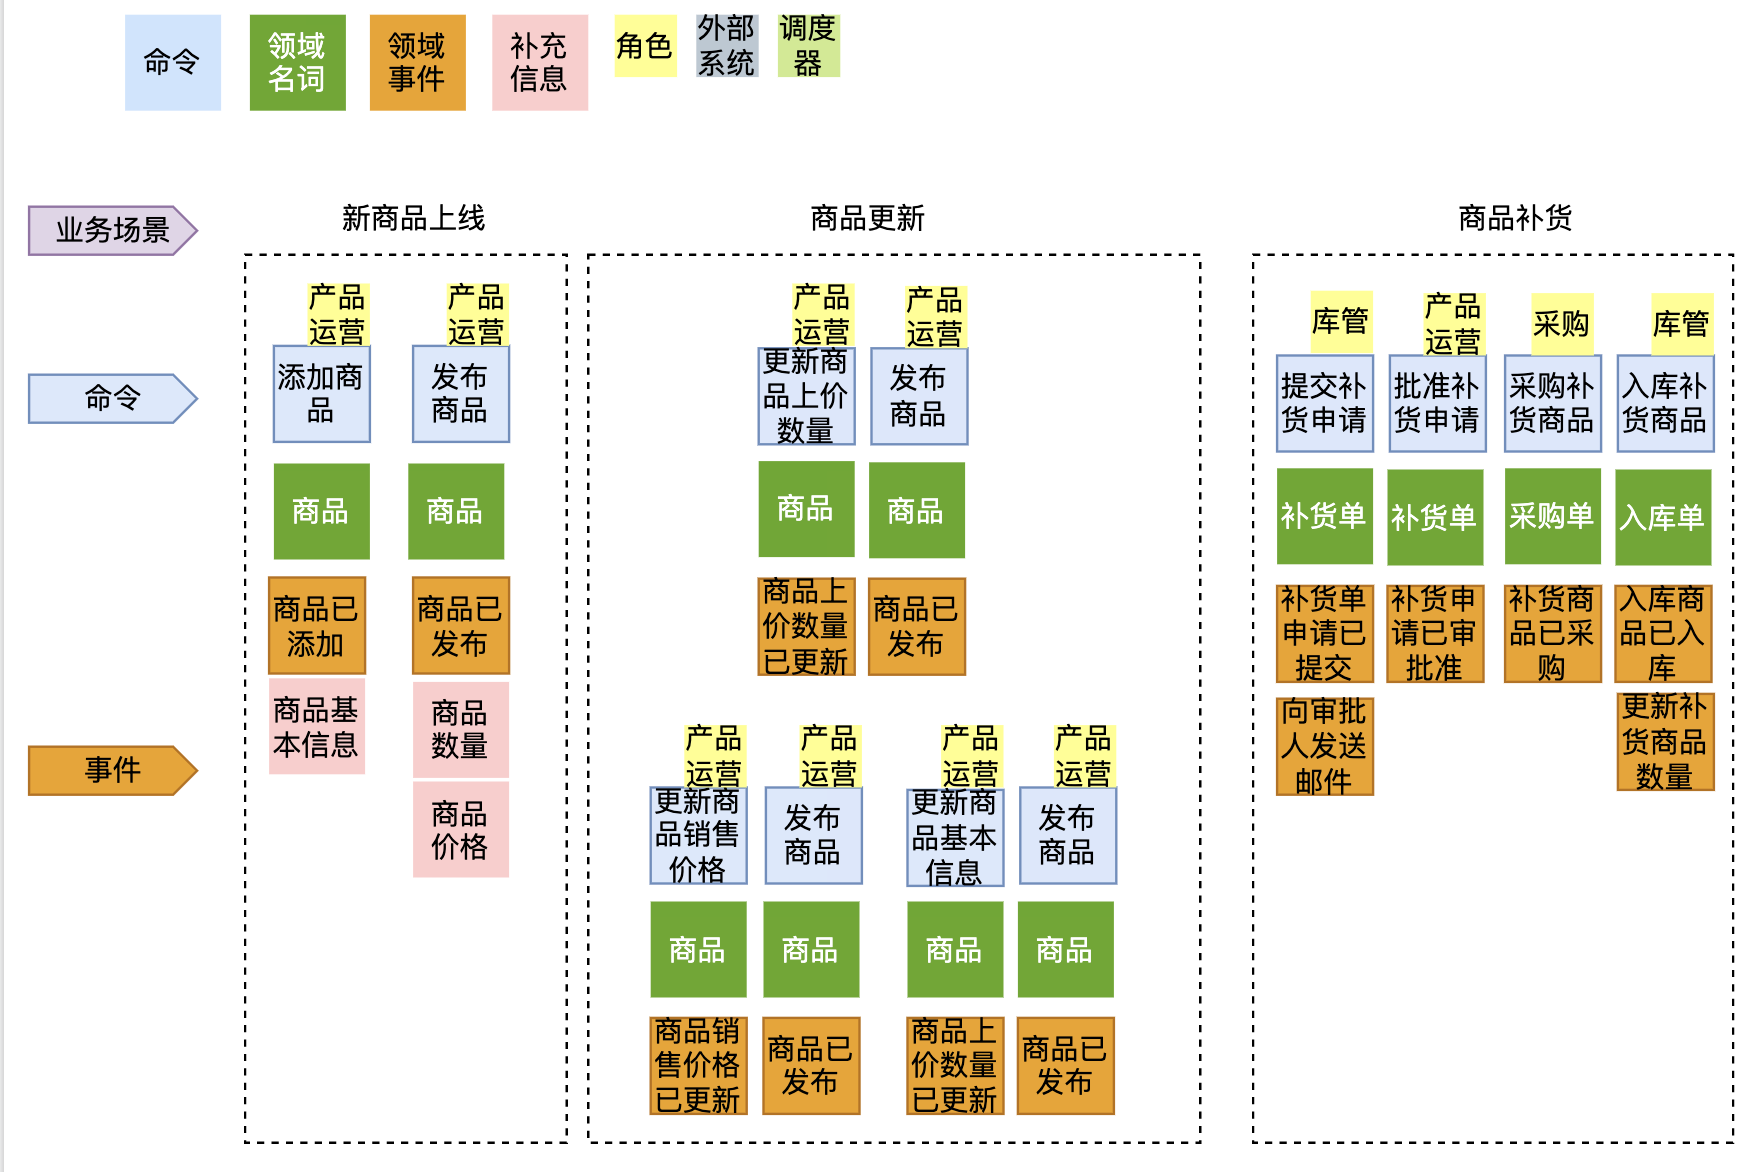 命令
领域
名词
领域
事件
补充
信息
角色
外部
系统
调度
器
业务场景
新商品上线
商品更新
商品补货
命令
产品
运营
添加商
品
产品
运营
发布
商品
商品
商品
商品已
添加
商品已
发布
商品基
本信息
商品
数量
商品
价格
事件
产品
运营
更新商
品上价
数量
产品
运营
发布
商品
商品
商品
商品上
价数量
已更新
商品已
发布
产品
运营
更新商
品销售
价格
产品
运营
发布
商品
产品
运营
更新商
品基本
信息
产品
运营
发布
商品
商品
商品
商品
商品
商品销
售价格
已更新
商品已
发布
商品上
价数量
已更新
商品已
发布
库管
提交补
货申请
产品
运营
批准补
货申请
采购
采购补
货商品
库管
入库补
货商品
补货单
补货单
采购单
入库单
补货单
申请已
提交
补货申
请已审
批准
补货商
品已采
购
入库商
品已入
库
向审批
人发送
邮件
更新补
货商品
数量